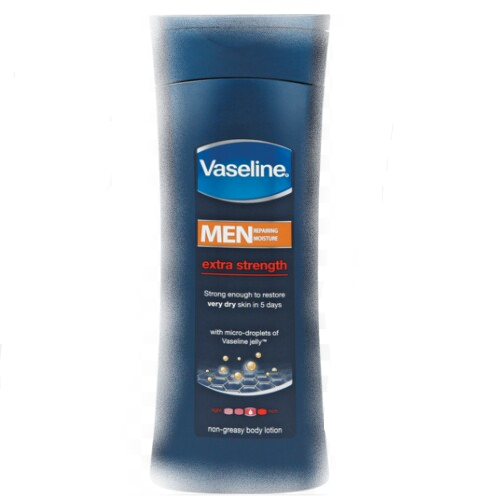 Vaseline
MEN REPAIRING
MOISTURE
extra strength
Strong enough to restore
very dry skin in 5 days
with micro-droplets of
Vaseline jelly™
non-greasy body lotion